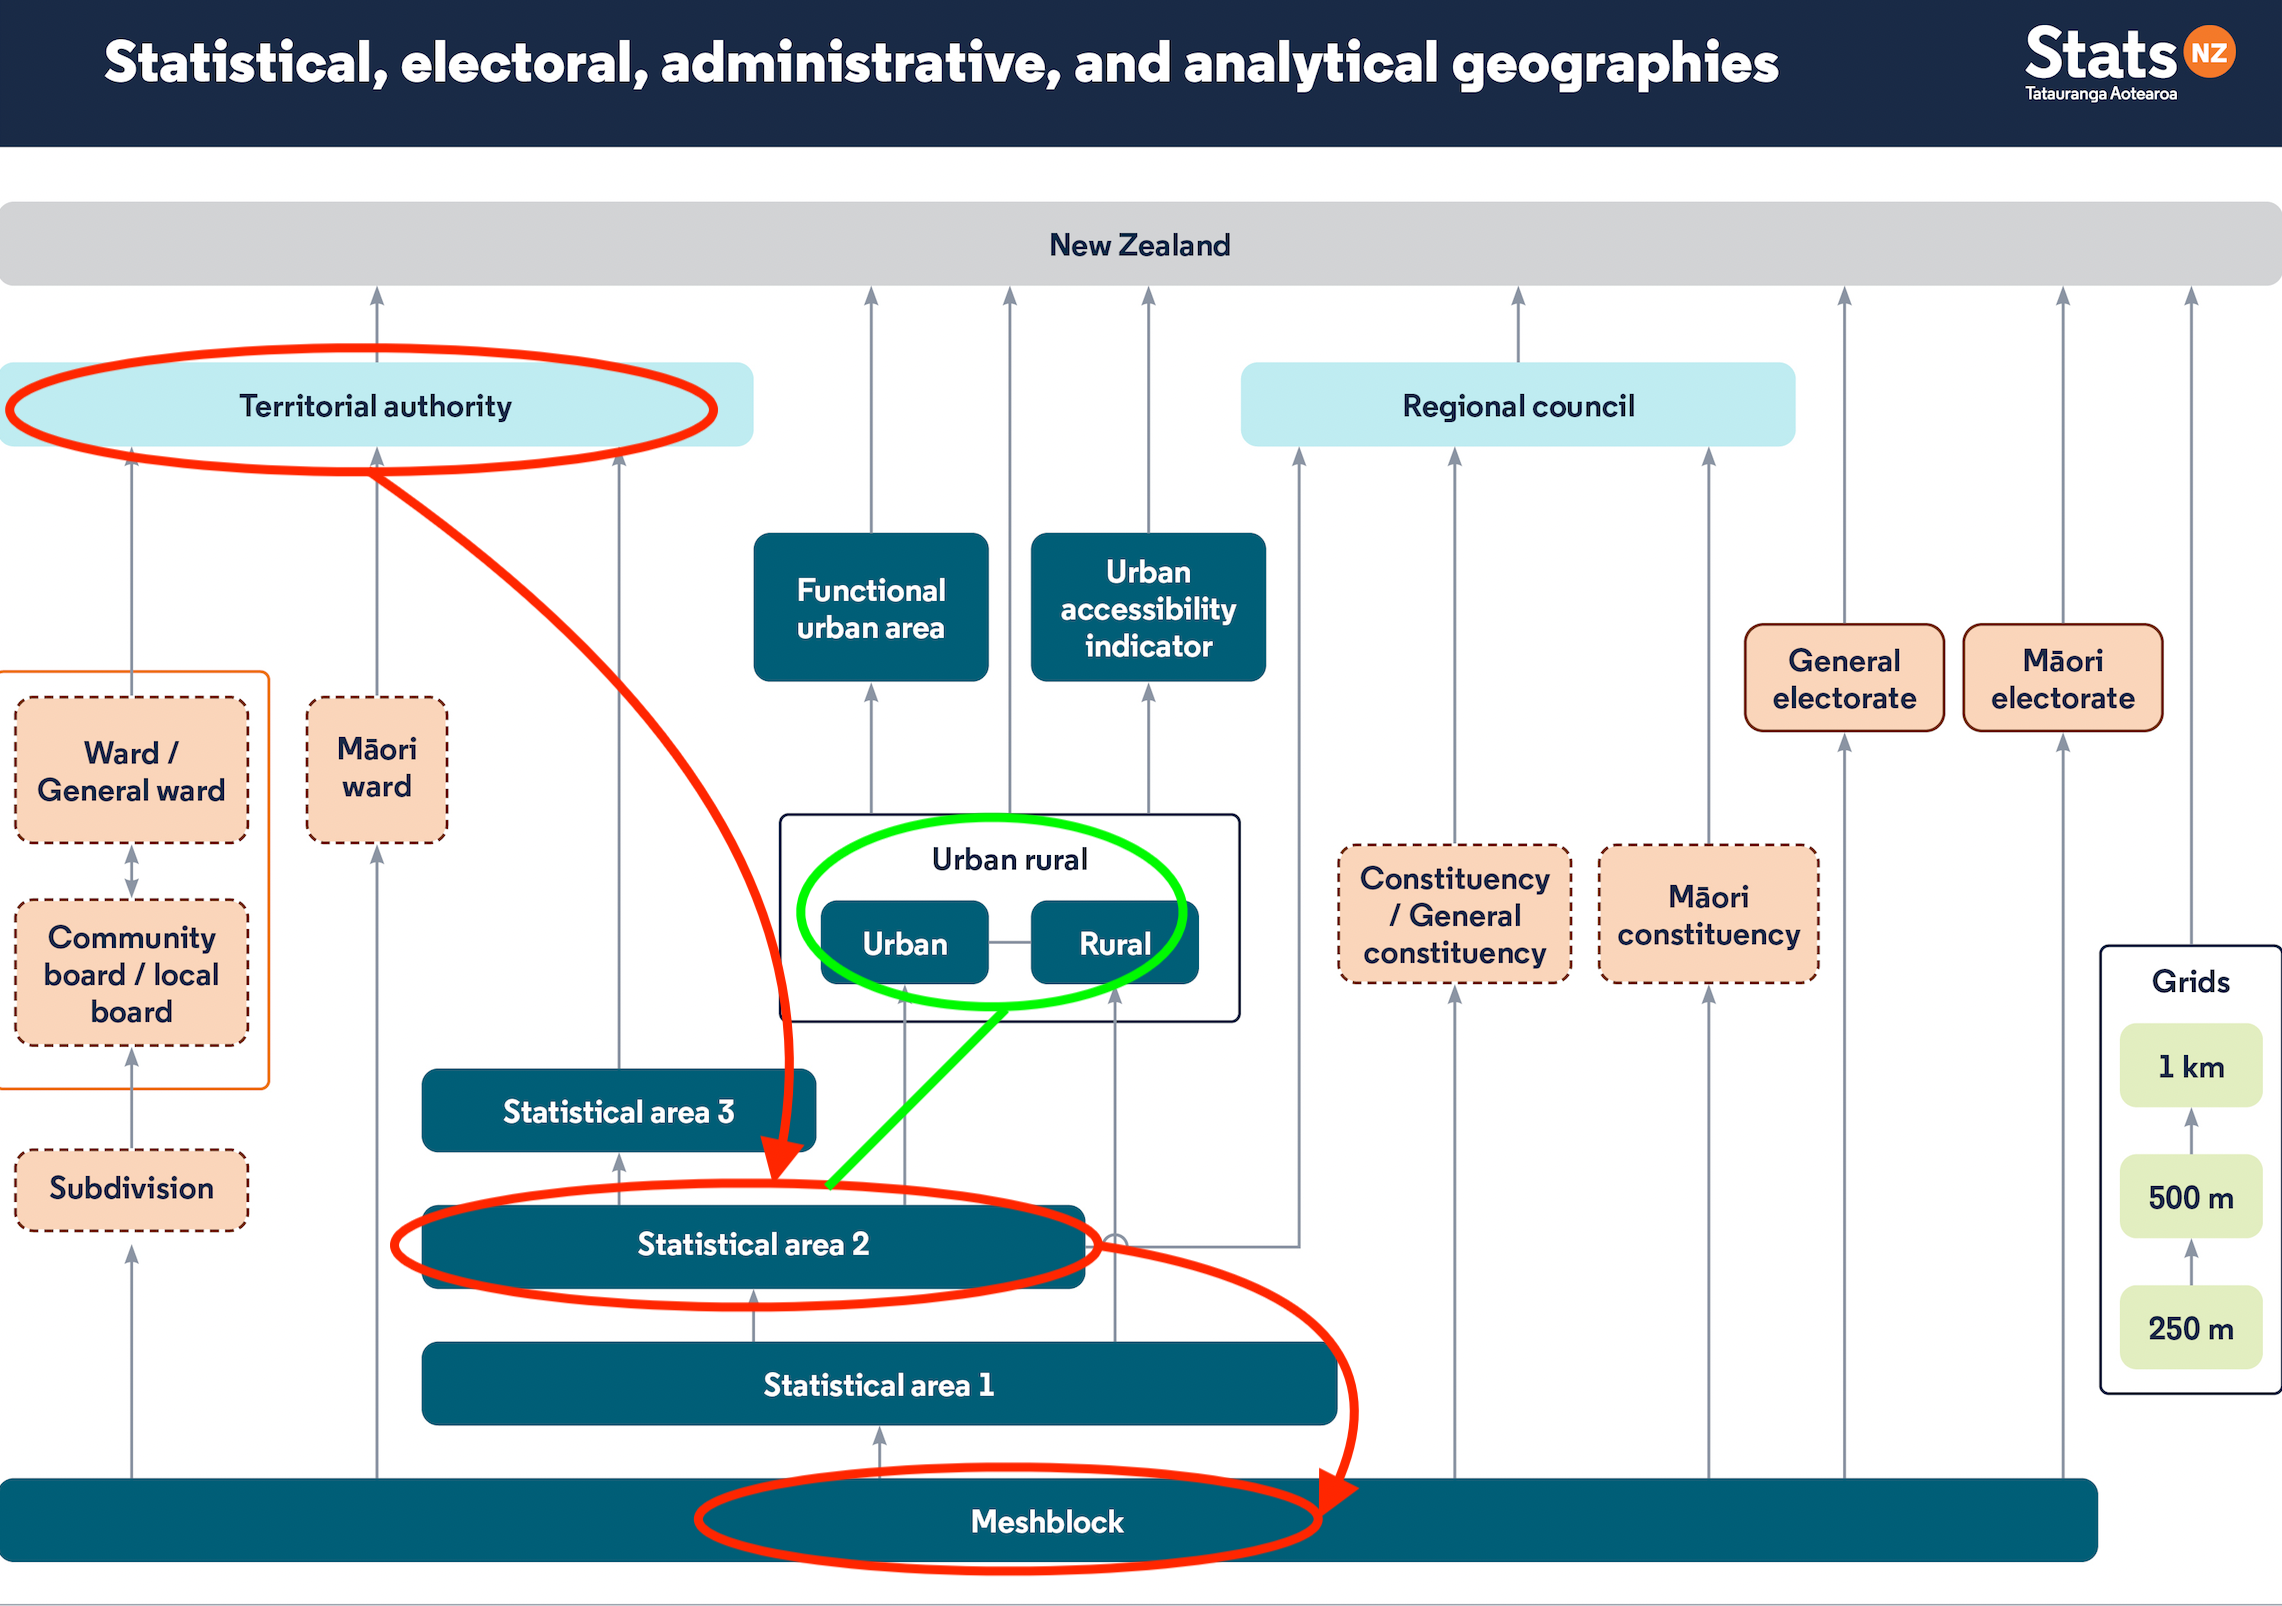 Statistical, electoral, administrative, and analytical geographies
Stats NZ
Tatauranga Aotearoa
New Zealand
Territorial authority
Regional council
Functional
urban area
Urban
accessibility
indicator
General
electorate
Māori
electorate
Ward /
General ward
Māori
ward
Urban rural
Urban
Rural
Constituency
/ General
constituency
Māori
constituency
Community
board / local
board
Grids
1 km
500 m
250 m
Statistical area 3
Subdivision
Statistical area 2
Statistical area 1
Meshblock